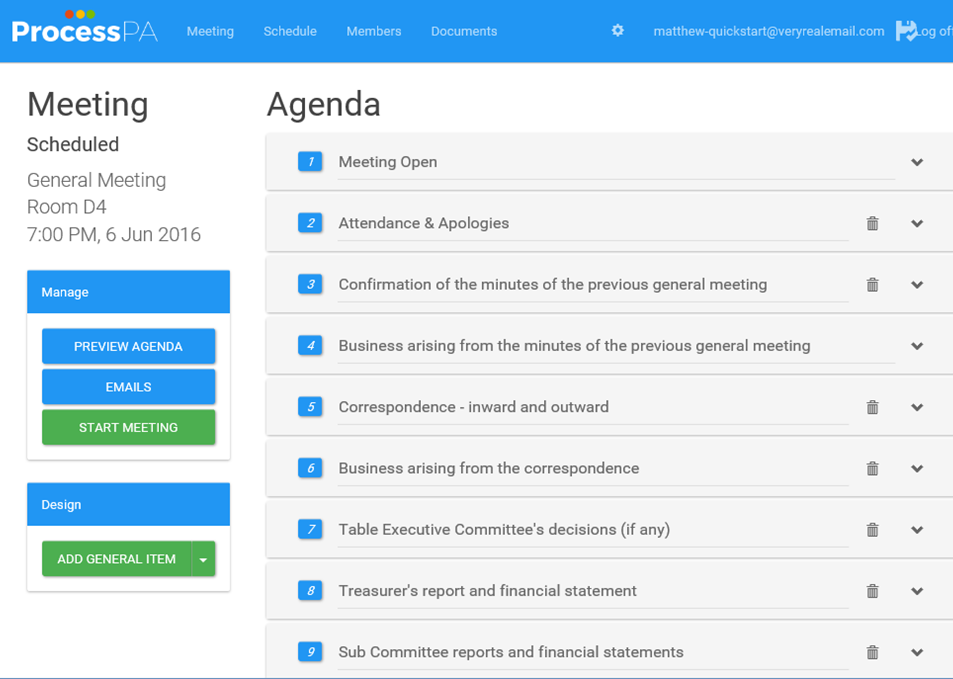 ProcessPA
Meeting
Schedule
Members
Documents
matthew-quickstart@veryrealemail.com
Log off
Meeting
Scheduled
General Meeting
Room D4
7:00 PM, 6 Jun 2016
Manage
PREVIEW AGENDA
EMAILS
START MEETING
Design
ADD GENERAL ITEM
Agenda
1 Meeting Open
2 Attendance & Apologies
3 Confirmation of the minutes of the previous general meeting
4 Business arising from the minutes of the previous general meeting
5 Correspondence - inward and outward
6 Business arising from the correspondence
7 Table Executive Committee's decisions (if any)
8 Treasurer's report and financial statement
9 Sub Committee reports and financial statements